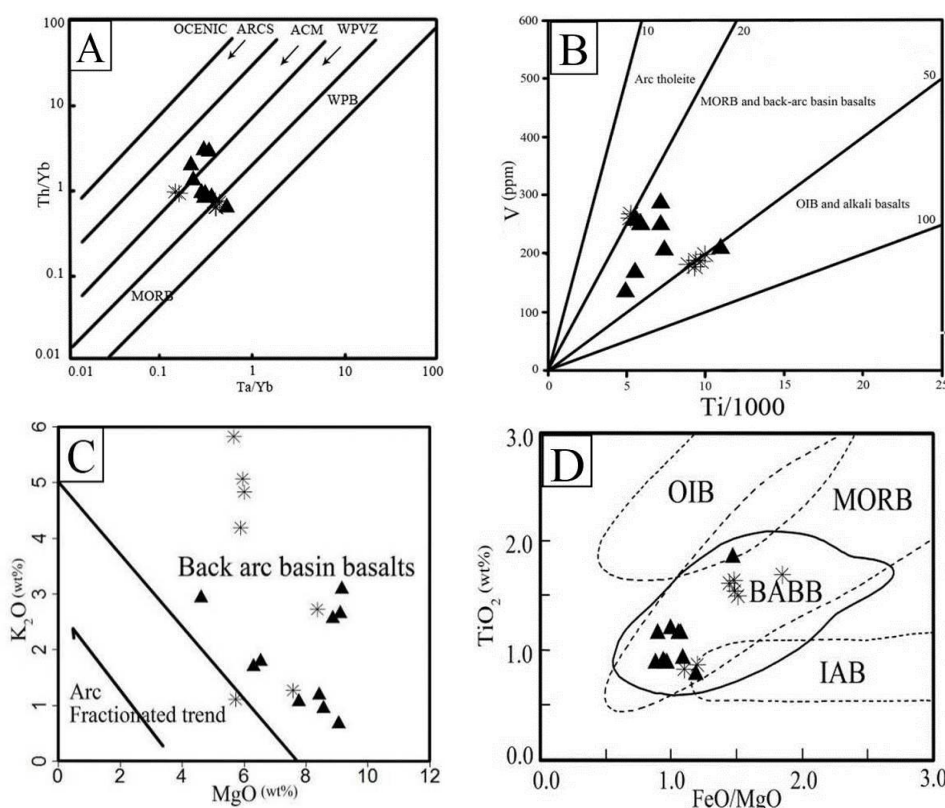 A
100
10
1
0.1
0.01
Th/Yb
OCENIC
ARCS
ACM
WPVZ
WPB
MORB
0.01
0.1
1
10
100
Ta/Yb
B
600
500
400
300
200
100
0
V (ppm)
10
20
50
100
Arc tholeite
MORB and back-arc basin basalts
OIB and alkali basalts
0
5
10
15
20
25
Ti/1000
C
6
5
4
3
2
1
0
K2O (wt%)
Back arc basin basalts
Arc
Fractionated trend
0
2
4
6
8
10
12
MgO (wt%)
D
3.0
2.0
1.0
0.0
TiO2 (wt%)
OIB
MORB
BABB
IAB
0.0
1.0
2.0
3.0
FeO/MgO